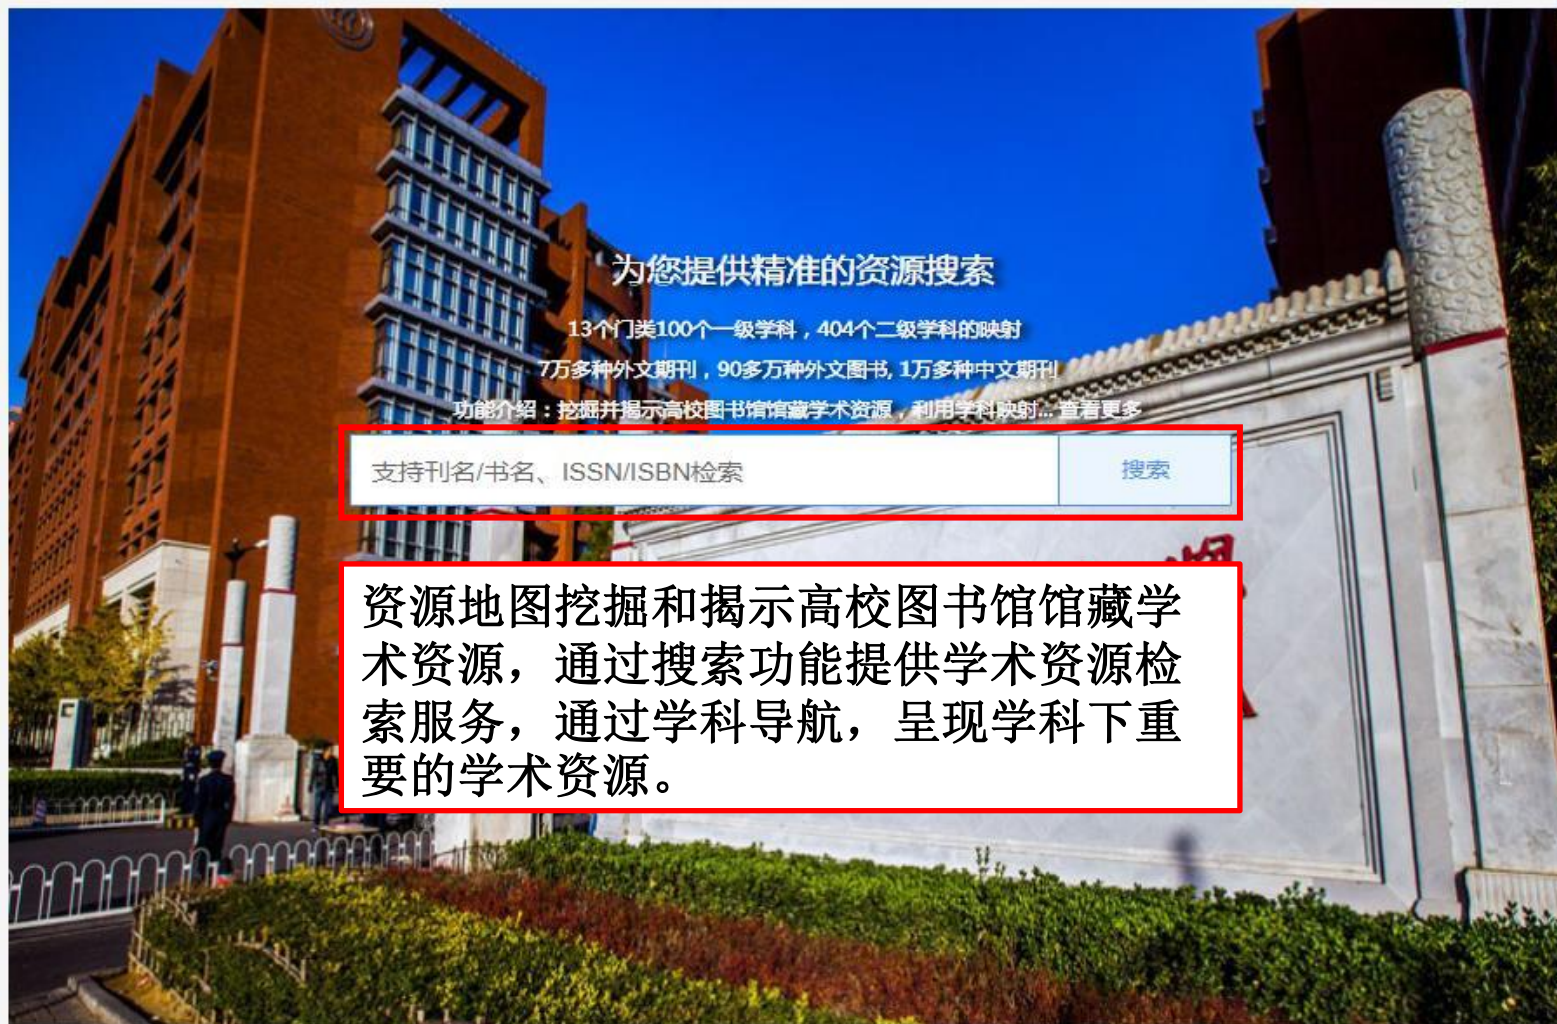 为您提供精准的资源搜索
13个门类100个一级学科，404个二级学科的映射
7万多种外文期刊，90多万种外文图书, 1万多种中文期刊
功能介绍：挖掘并揭示高校图书馆馆藏学术资源，利用学科映射... 查看更多
支持刊名/书名、ISSN/ISBN检索
搜索
资源地图挖掘和揭示高校图书馆馆藏学
术资源，通过搜索功能提供学术资源检
索服务，通过学科导航，呈现学科下重
要的学术资源。